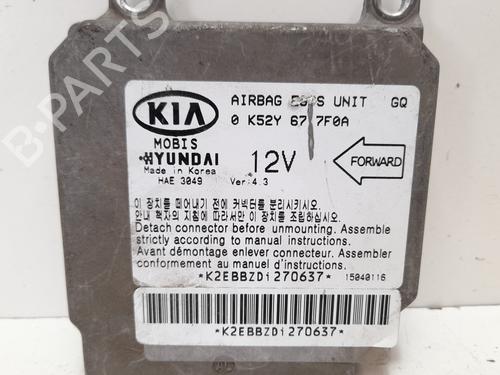 KIA
AIRBAG UNIT GQ
0 K52Y 7F0A
MOBIS
HYUNDAI
Made in Korea
HAE 3049
12V
Ver:4.3
FORWARD
이 장치를 떼어내기 전에 커넥터를 분리시키시오.
안내 책자의 지침에 따라서만 이 장치를 조립하십시오.
Detach connector before unmounting. Assemble
strictly according to manual instructions.
Avant démontage enlever connecteur. Assembler
conformement au manuel d'instructions.
*K2EBBZDi270637*
15040116
*K2EBBZDi270637*